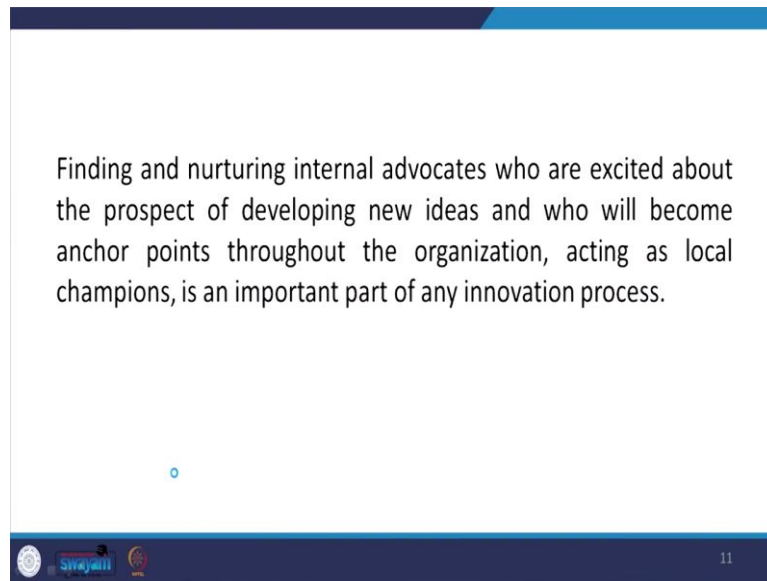 Finding and nurturing internal advocates who are excited about
the prospect of developing new ideas and who will become
anchor points throughout the organization, acting as local
champions, is an important part of any innovation process.
swayam
11